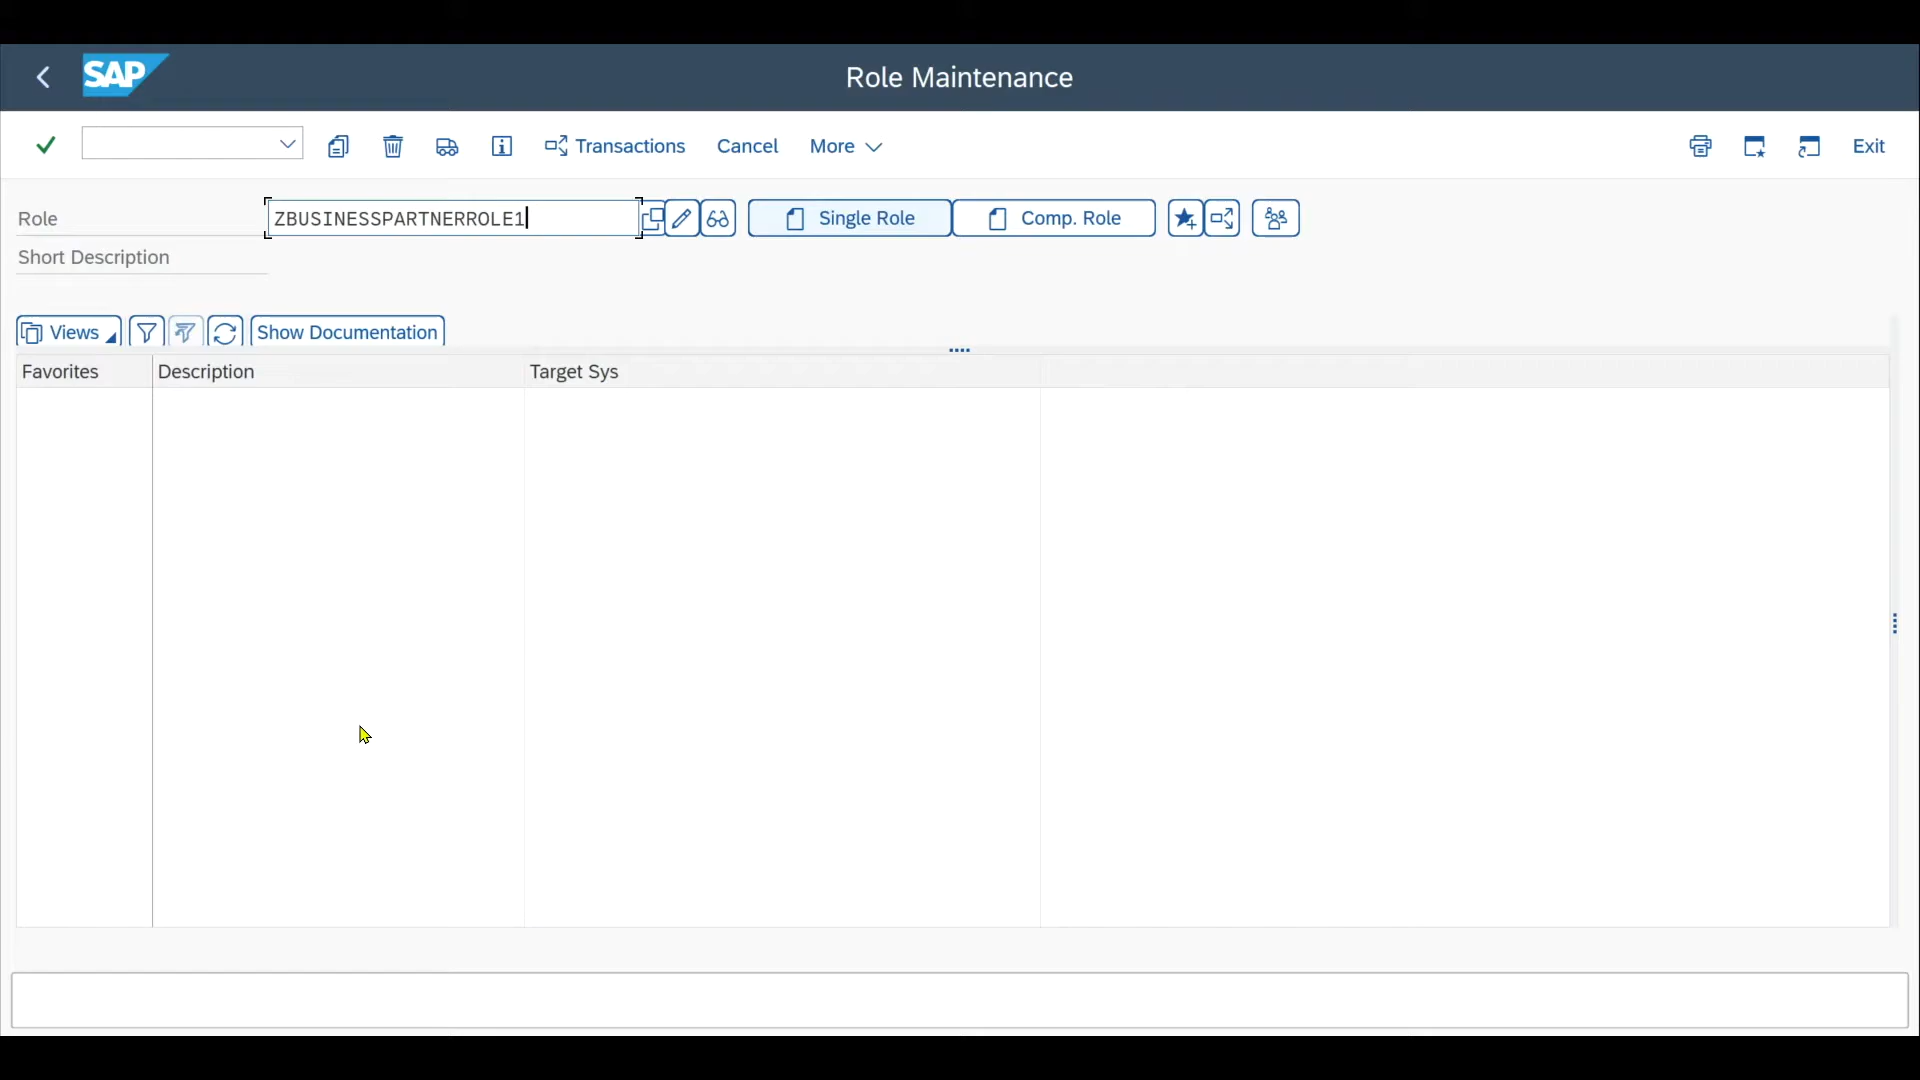 SAP Role Maintenance
Transactions Cancel More Exit
Role ZBUSINESSPARTNERROLE1 Single Role Comp. Role
Short Description
Views Show Documentation
Favorites Description Target Sys